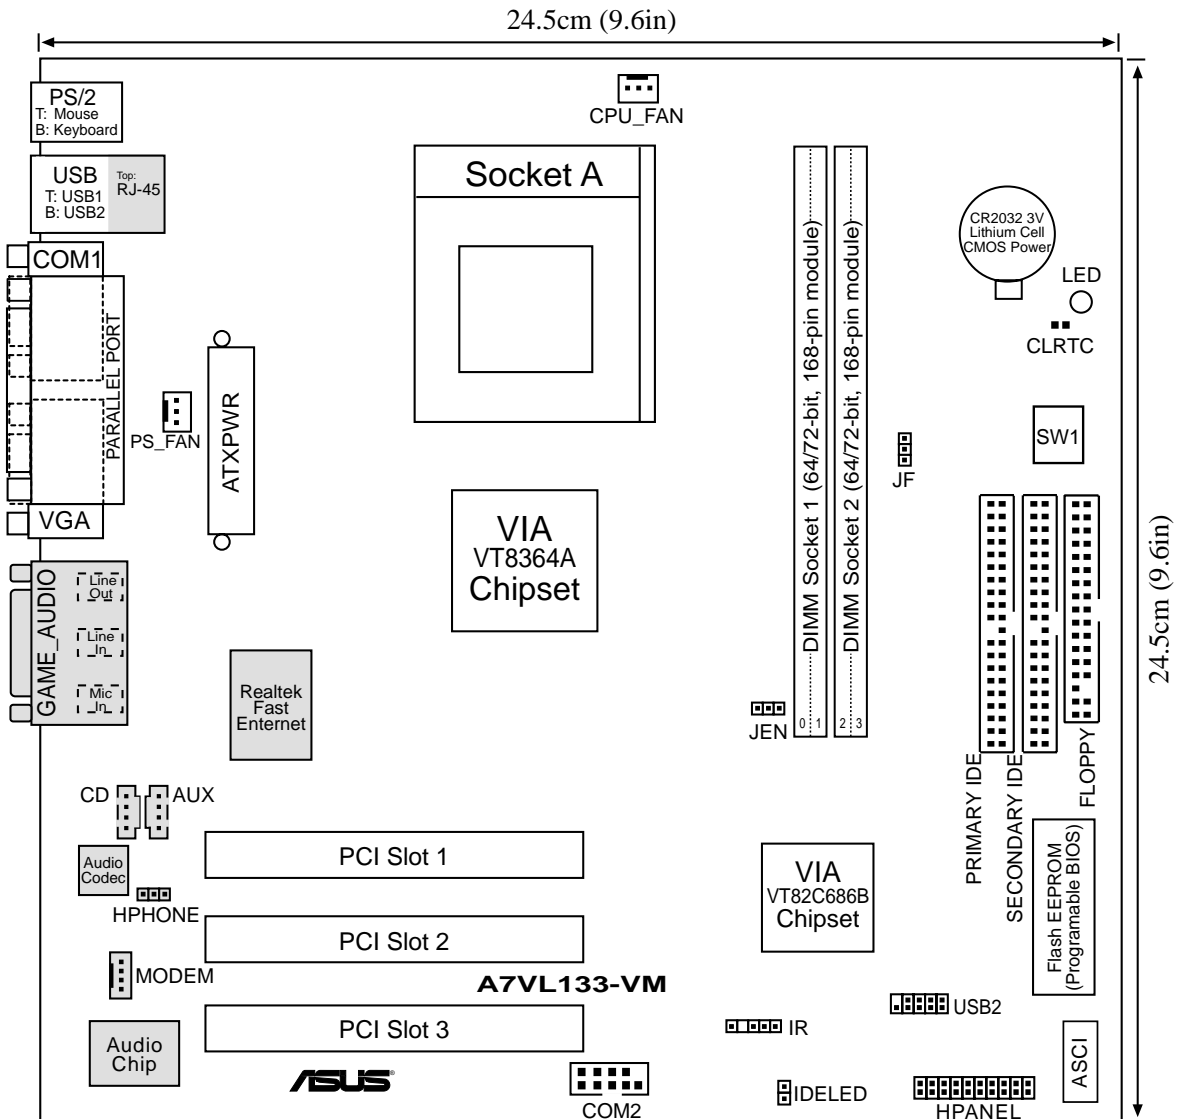 24.5cm (9.6in)
PS/2
T: Mouse
B: Keyboard
CPU_FAN
USB
T: USB1
B: USB2
Top:
RJ-45
Socket A
CR2032 3V
Lithium Cell
CMOS Power
COM1
LED
CLRTC
PARALLEL PORT
PS_FAN
ATXPWR
DIMM Socket 1 (64/72-bit, 168-pin module)
DIMM Socket 2 (64/72-bit, 168-pin module)
SW1
JF
VGA
VIA
VT8364A
Chipset
24.5cm (9.6in)
GAME_AUDIO
Line
Out
Line
In
Mic
In
Realtek
Fast
Enternet
JEN
0 1
2 3
PRIMARY IDE
SECONDARY IDE
FLOPPY
CD
AUX
Audio
Codec
HPHONE
PCI Slot 1
VIA
VT82C686B
Chipset
Flash EEPROM
(Programable BIOS)
PCI Slot 2
MODEM
A7VL133-VM
USB2
PCI Slot 3
IR
Audio
Chip
ASUS®
COM2
IDELED
HPANEL
ASCI